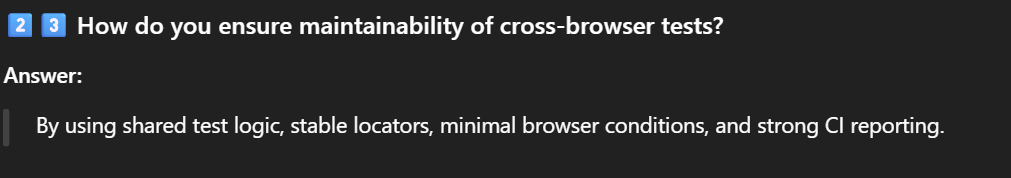 2️⃣ 3️⃣ How do you ensure maintainability of cross-browser tests?
Answer:
By using shared test logic, stable locators, minimal browser conditions, and strong CI reporting.